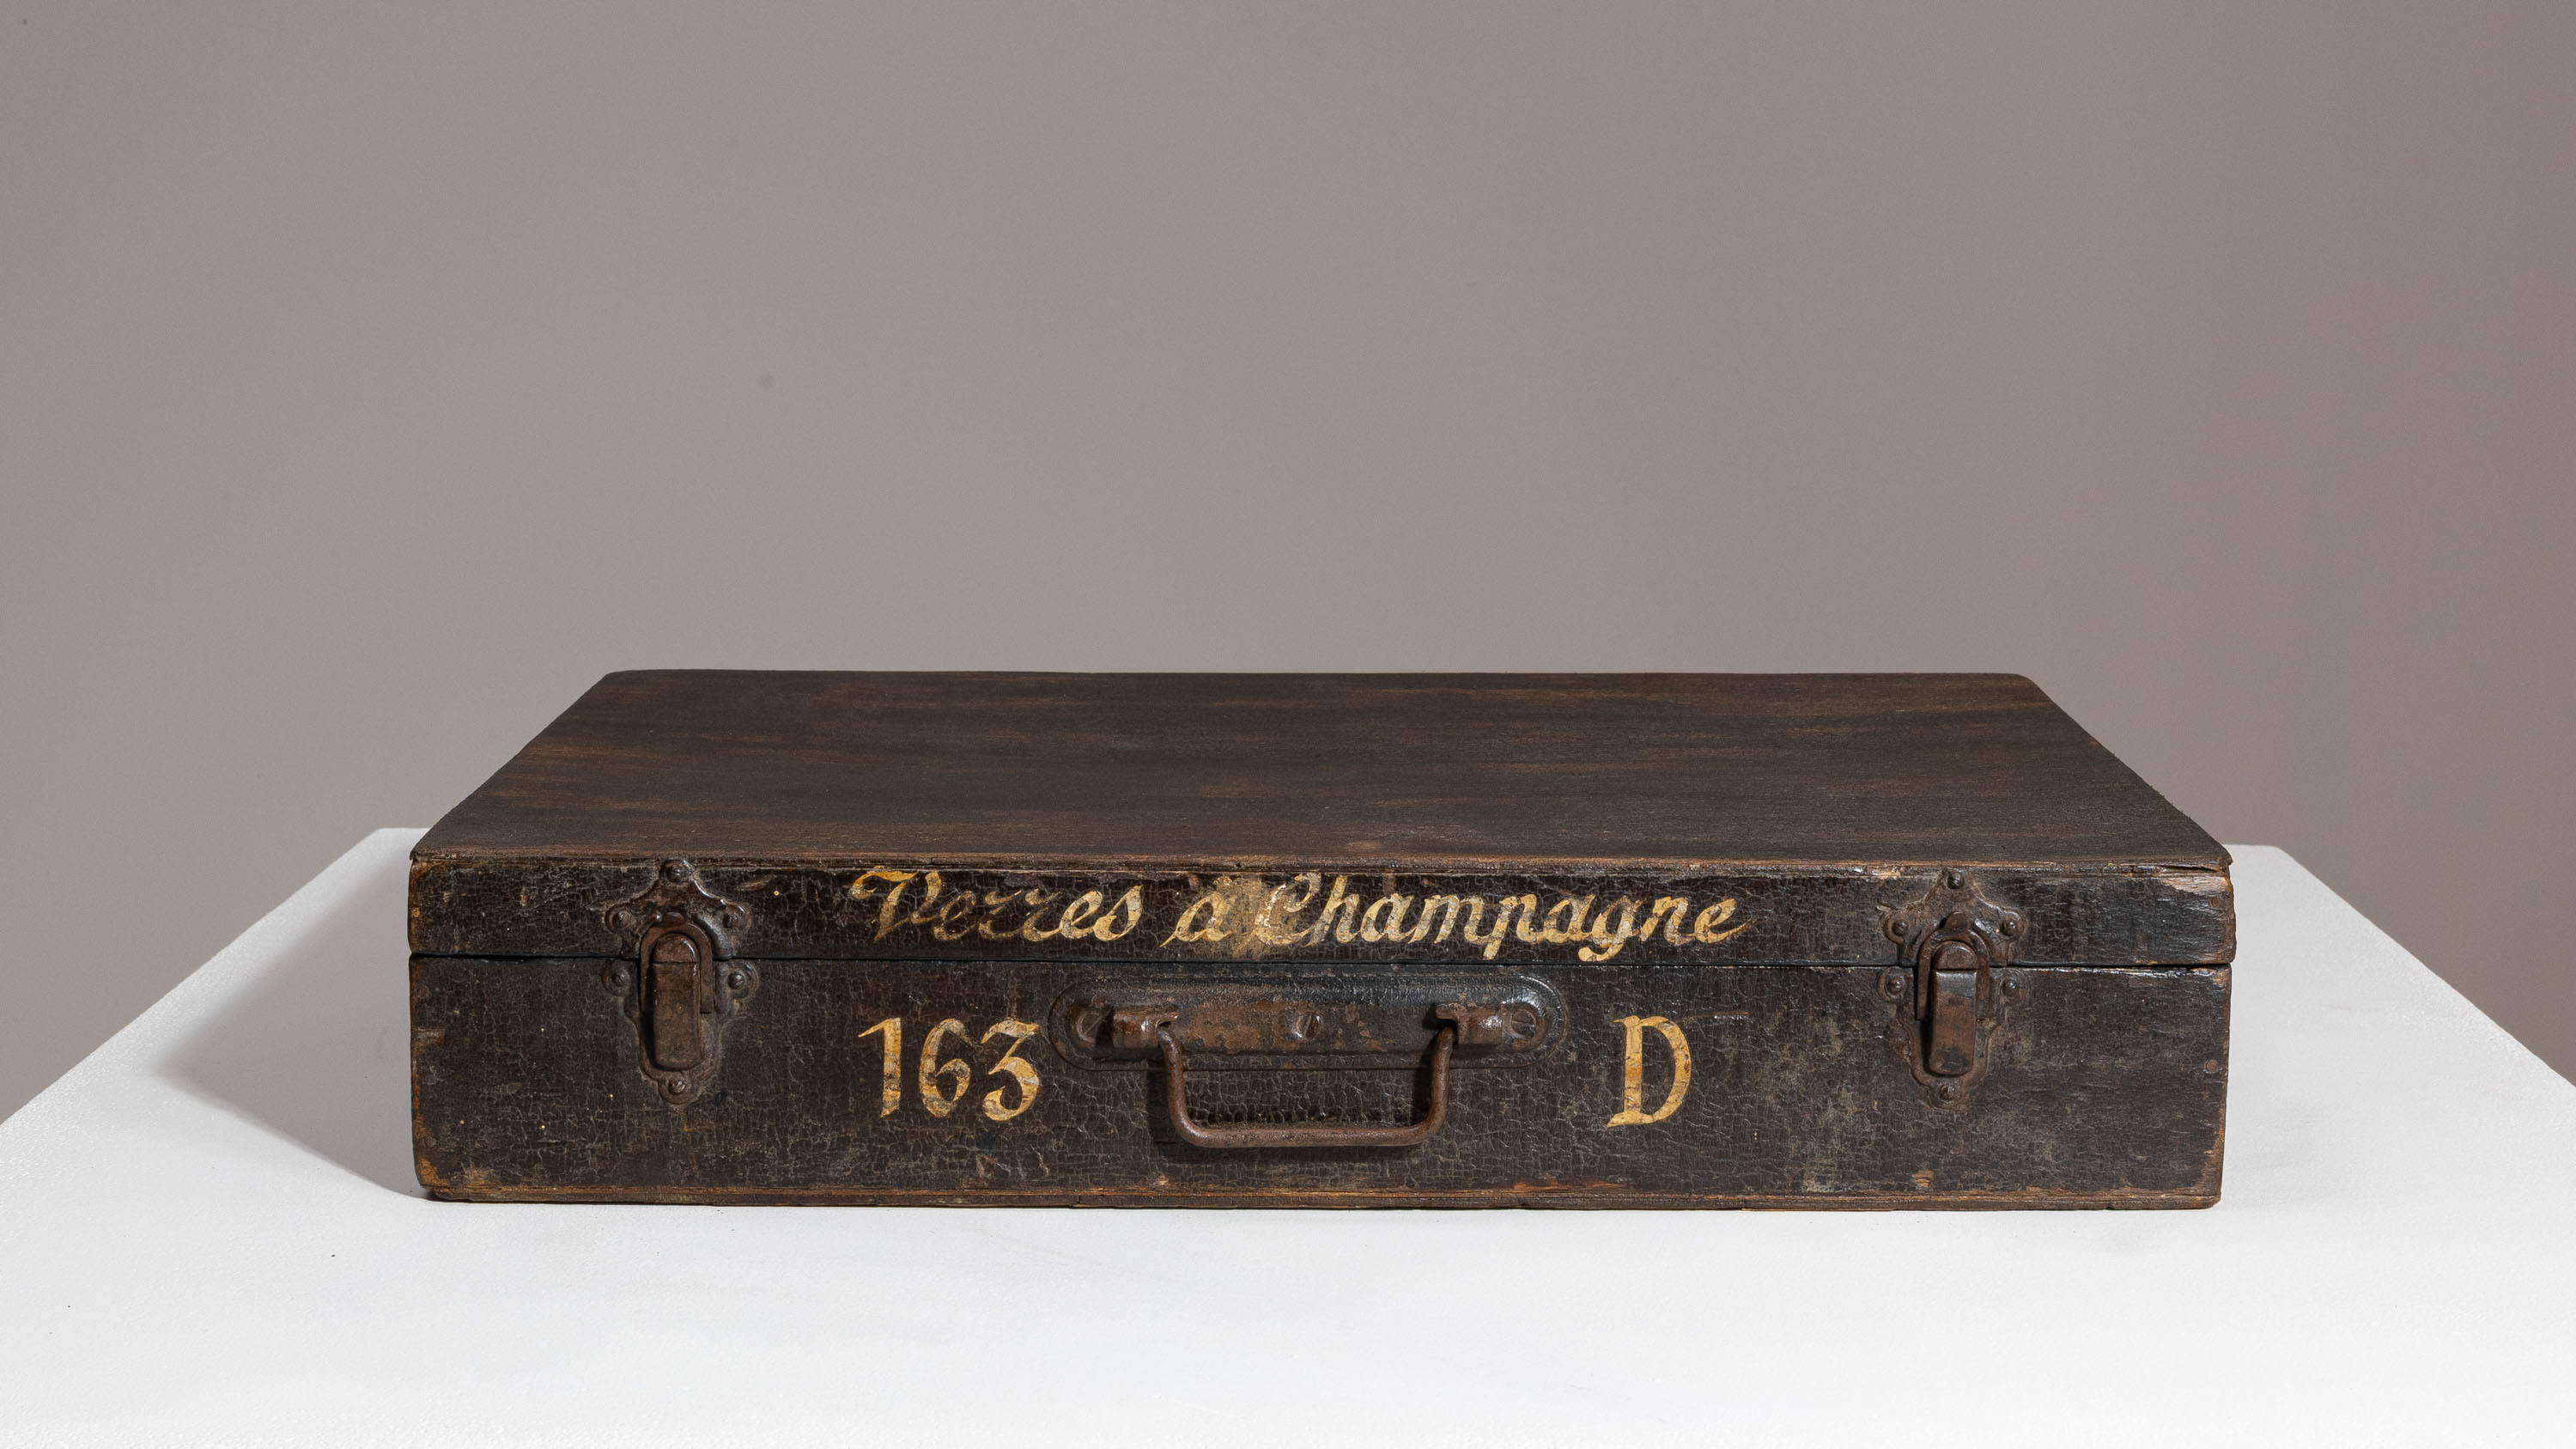 Verres à Champagne
163 D